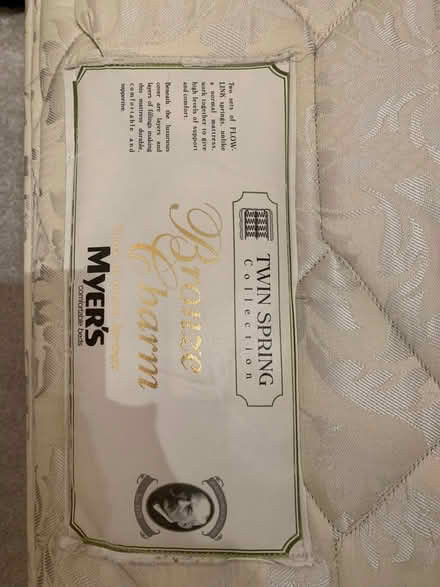 TWIN SPRING
Collection
Bronze
Charm
MYER'S
comfortable beds
Two sets of FLOW-
LINK springs, unlike
a normal mattress,
work together to give
high levels of support
and comfort.
Beneath the luxurious
cover are layers and
layers of fillings making
this mattress durable,
comfortable and
supportive.